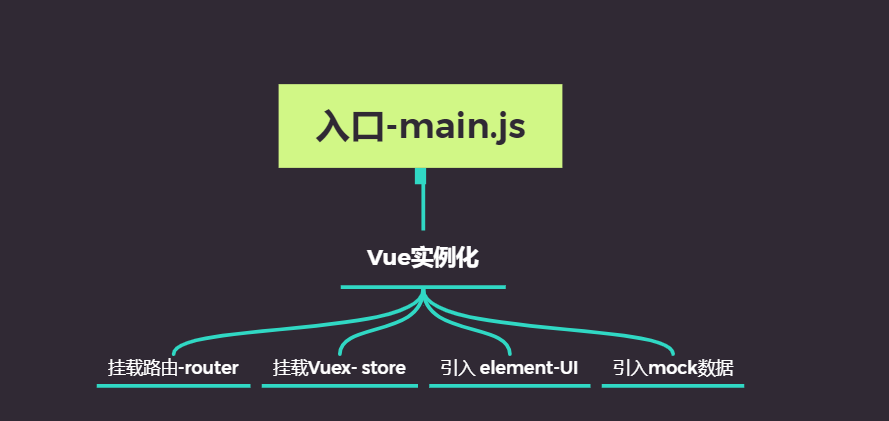 入口-main.js
Vue实例化
挂载路由-router
挂载Vuex- store
引入 element-UI
引入mock数据